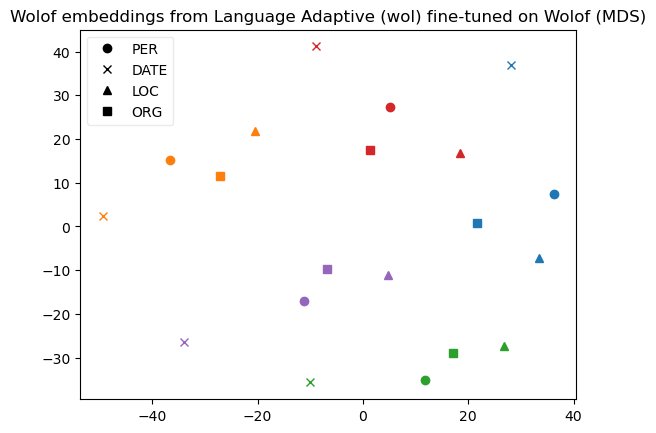 Wolof embeddings from Language Adaptive (wol) fine-tuned on Wolof (MDS)
PER
DATE
LOC
ORG
40
30
20
10
0
−10
−20
−30
−40 −20 0 20 40